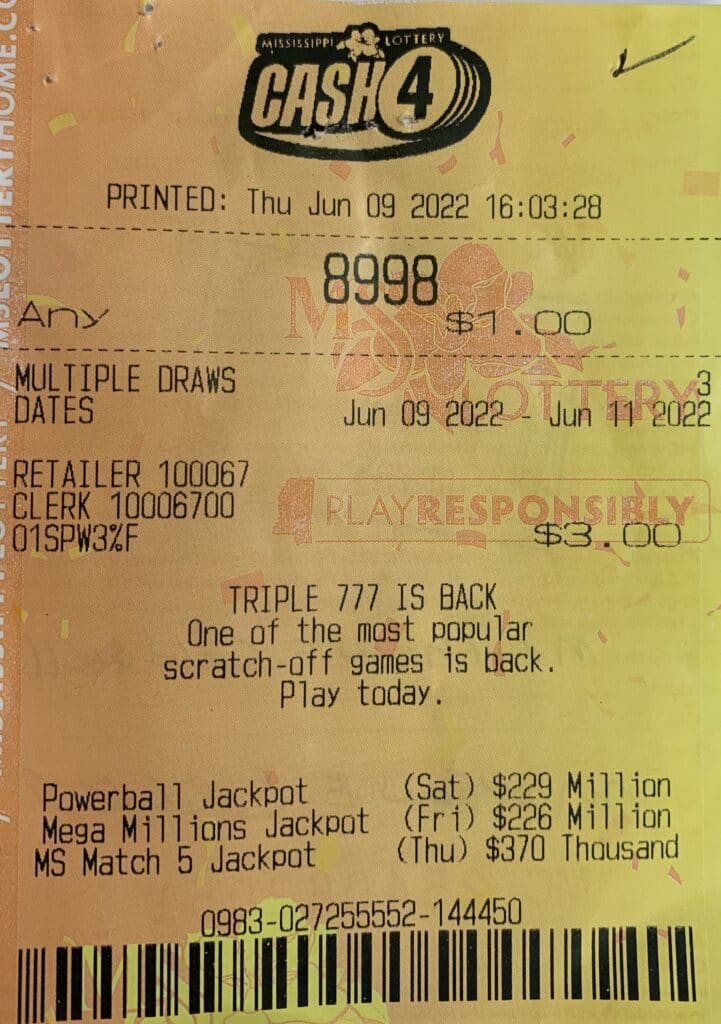 MISSISSIPPI LOTTERY
CASH 4
PRINTED: Thu Jun 09 2022 16:03:28
8998
Any $1.00
MULTIPLE DRAWS 3
DATES Jun 09 2022 - Jun 11 2022
MS LOTTERY
RETAILER 100067
CLERK 10006700
PLAYRESPONSIBLY
01SPW3%F $3.00
TRIPLE 777 IS BACK
One of the most popular
scratch-off games is back.
Play today.
Powerball Jackpot (Sat) $229 Million
Mega Millions Jackpot (Fri) $226 Million
MS Match 5 Jackpot (Thu) $370 Thousand
0983-027255552-144450